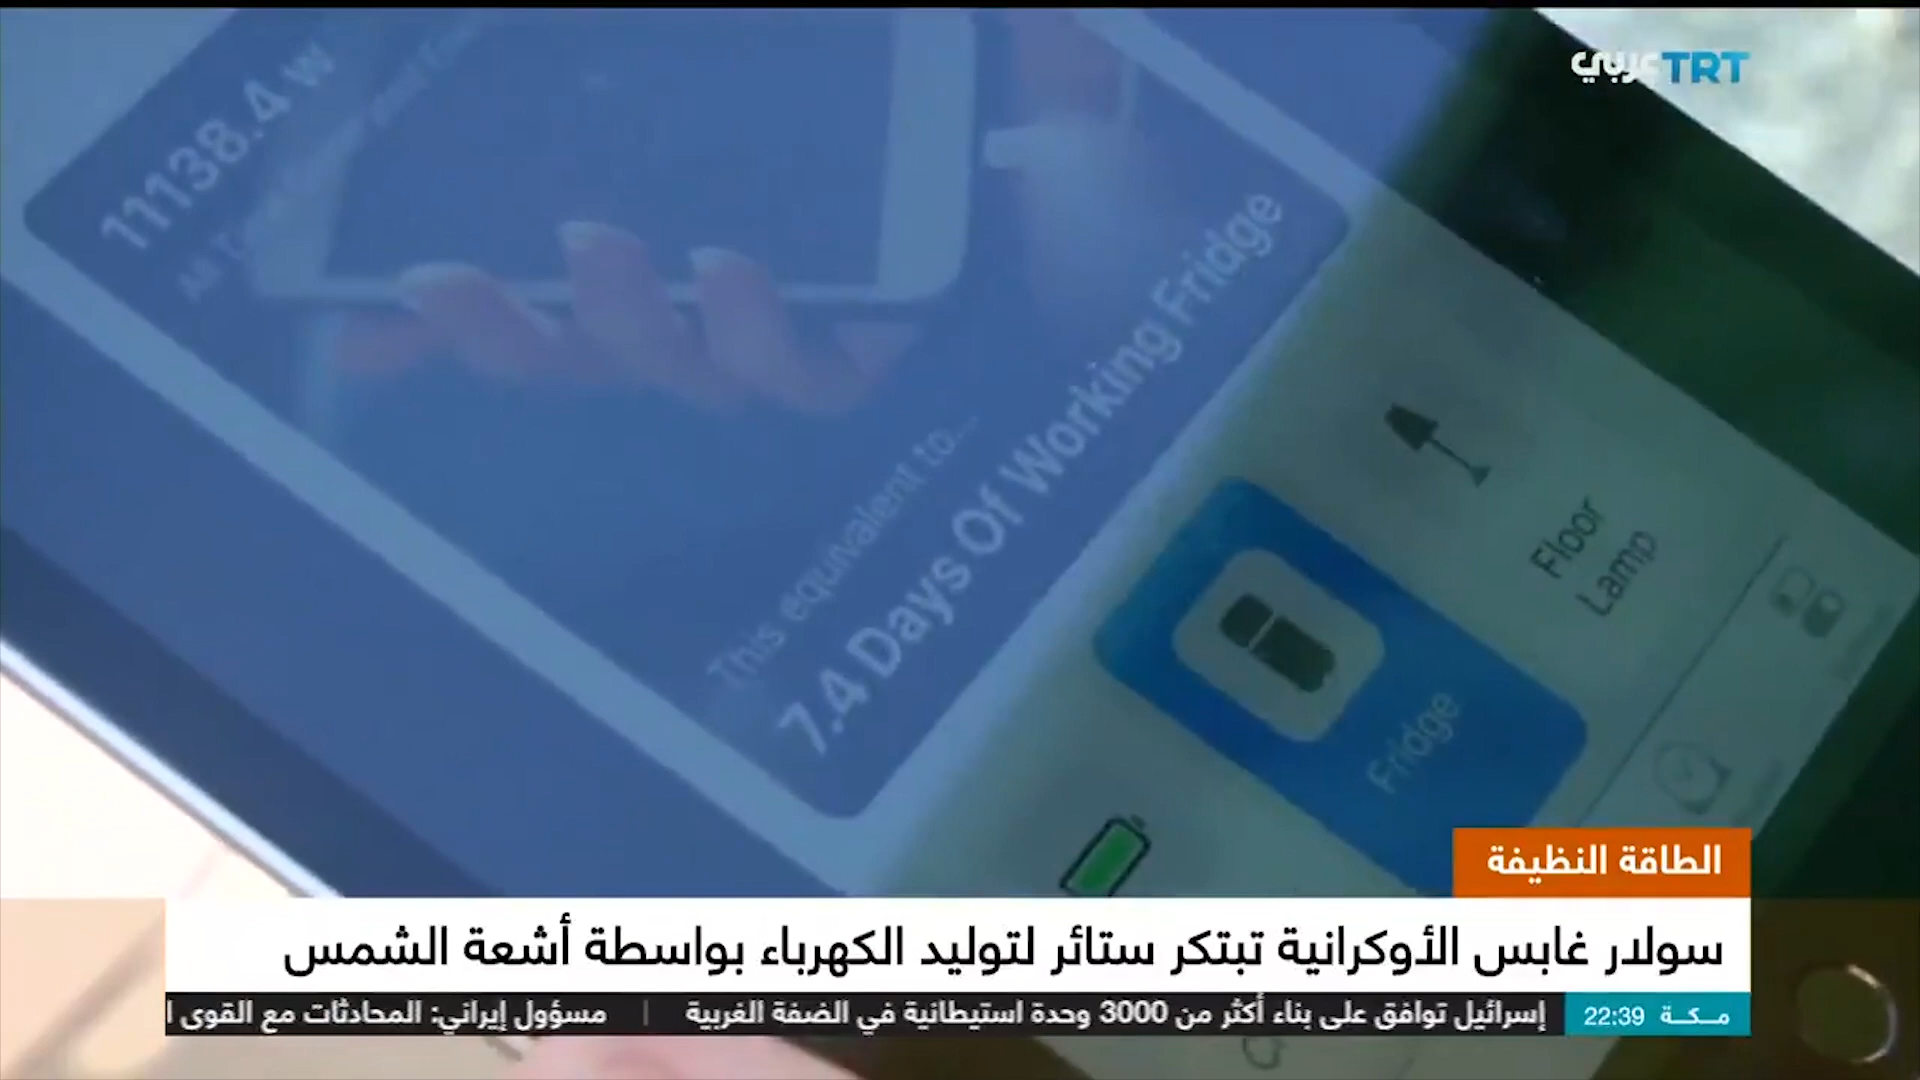 TRT عربي
11138.4 w
This equivalent to...
7.4 Days Of Working Fridge
Floor
Lamp
Fridge
الطاقة النظيفة
سولار غابس الأوكرانية تبتكر ستائر لتوليد الكهرباء بواسطة أشعة الشمس
مكة 22:39
إسرائيل توافق على بناء أكثر من 3000 وحدة استيطانية في الضفة الغربية | مسؤول إيراني: المحادثات مع القوى ا